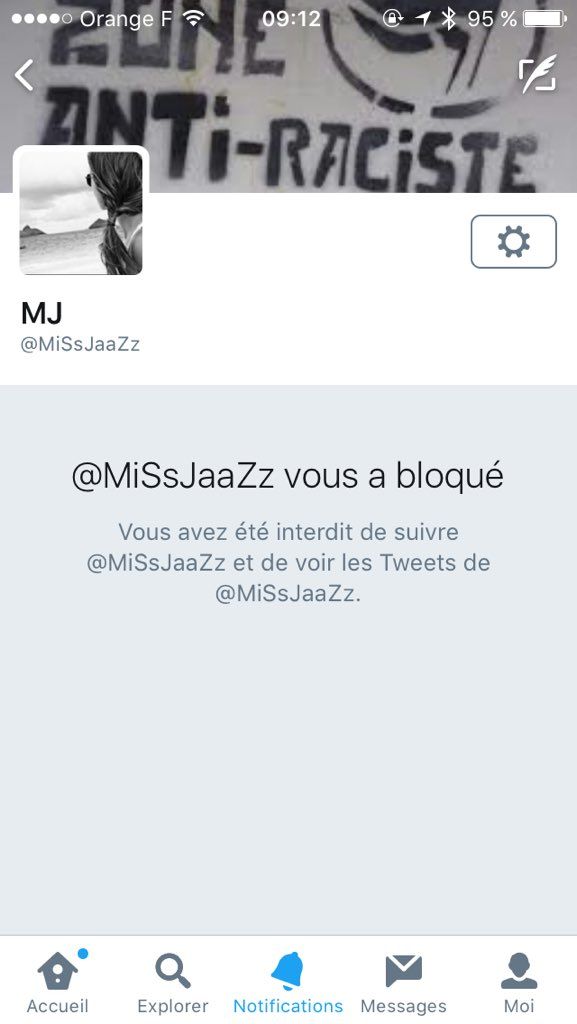 Orange F 09:12 95 %
ZONE
ANTi-RACiSTE
MJ
@MiSsJaaZz
@MiSsJaaZz vous a bloqué
Vous avez été interdit de suivre
@MiSsJaaZz et de voir les Tweets de
@MiSsJaaZz.
Accueil Explorer Notifications Messages Moi